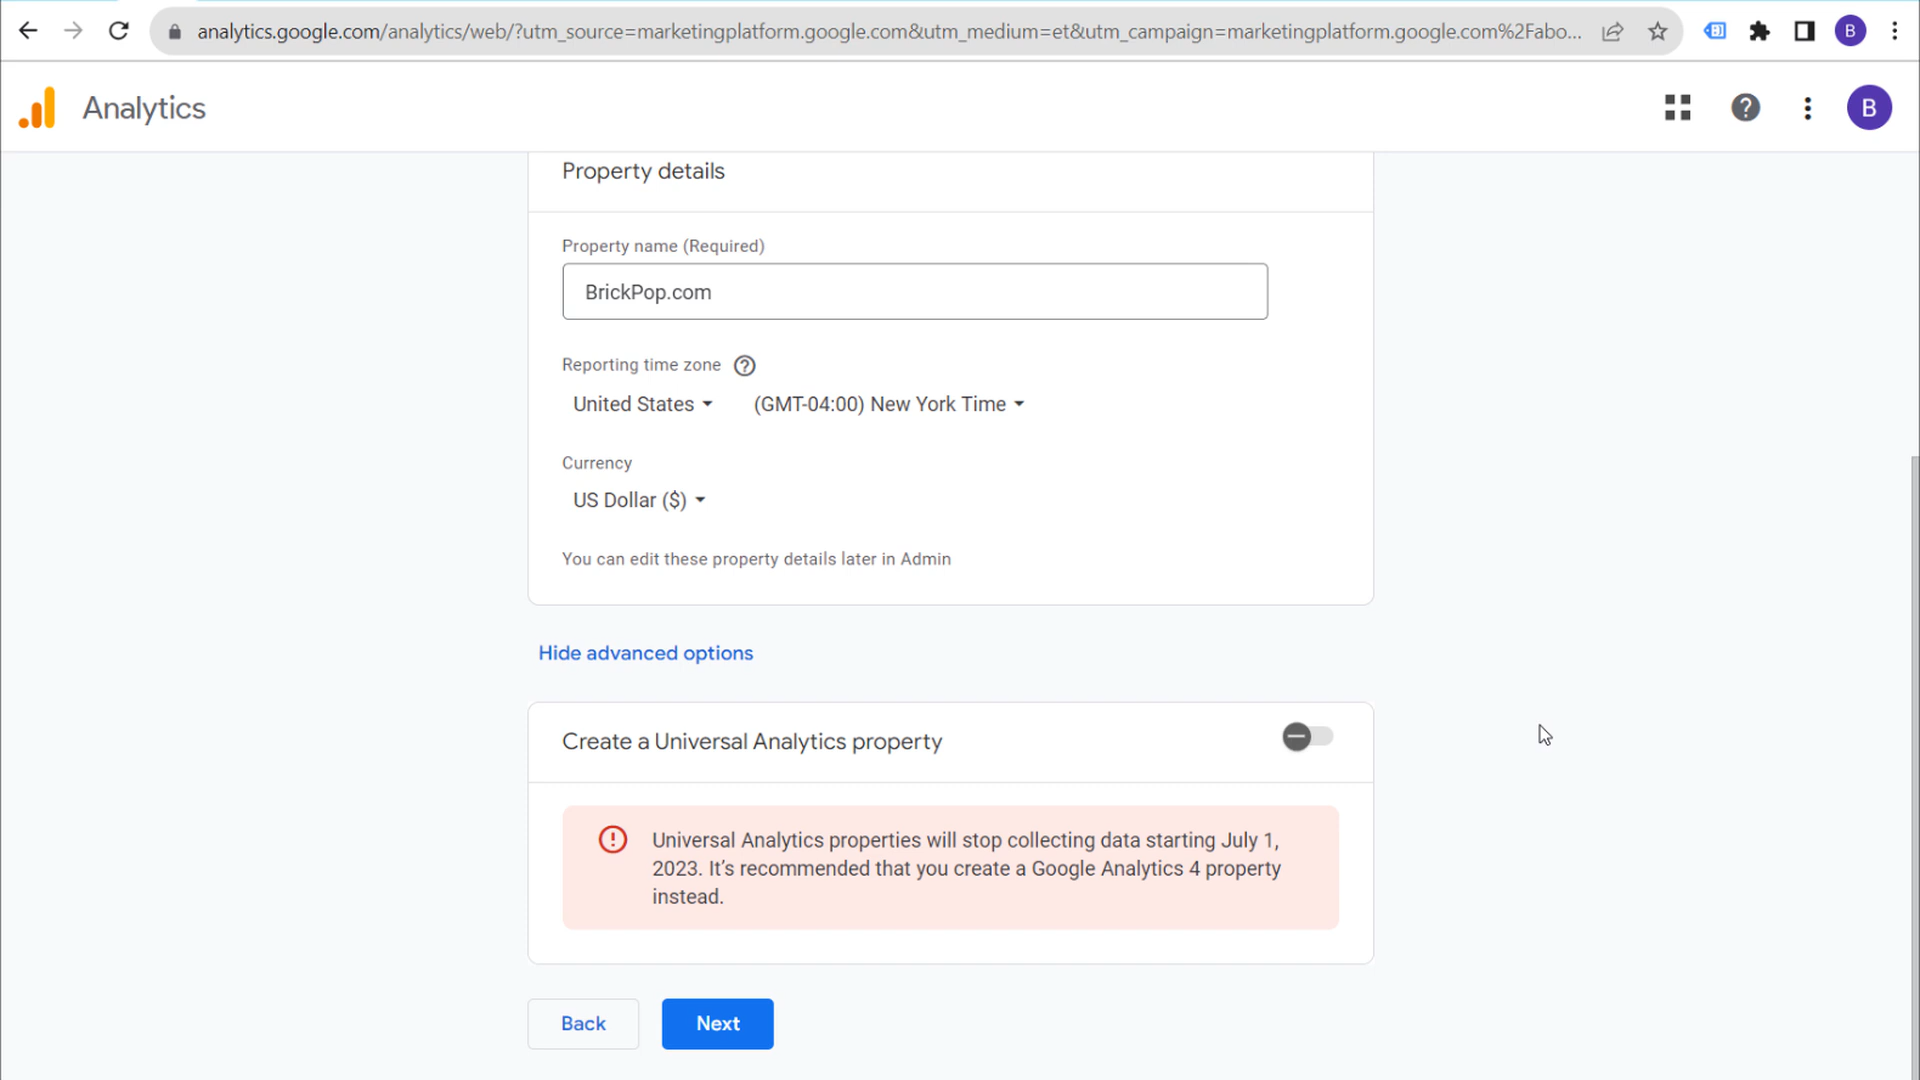 analytics.google.com/analytics/web/?utm_source=marketingplatform.google.com&utm_medium=et&utm_campaign=marketingplatform.google.com%2Fabo...
B
Analytics
B
Property details
Property name (Required)
BrickPop.com
Reporting time zone
United States
(GMT-04:00) New York Time
Currency
US Dollar ($)
You can edit these property details later in Admin
Hide advanced options
Create a Universal Analytics property
Universal Analytics properties will stop collecting data starting July 1,
2023. It’s recommended that you create a Google Analytics 4 property
instead.
Back
Next